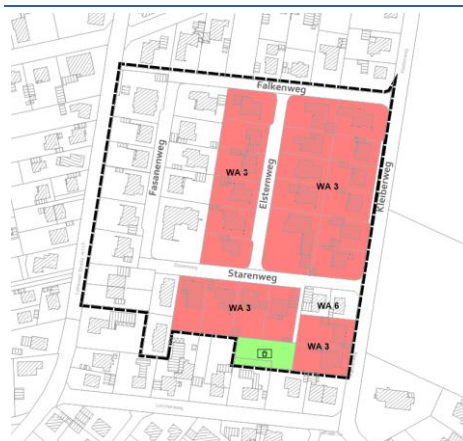 Falkenweg
Fasanenweg
WA 3
Elsternweg
WA 3
Kleiberweg
Starenweg
WA 3
WA 6
WA 3